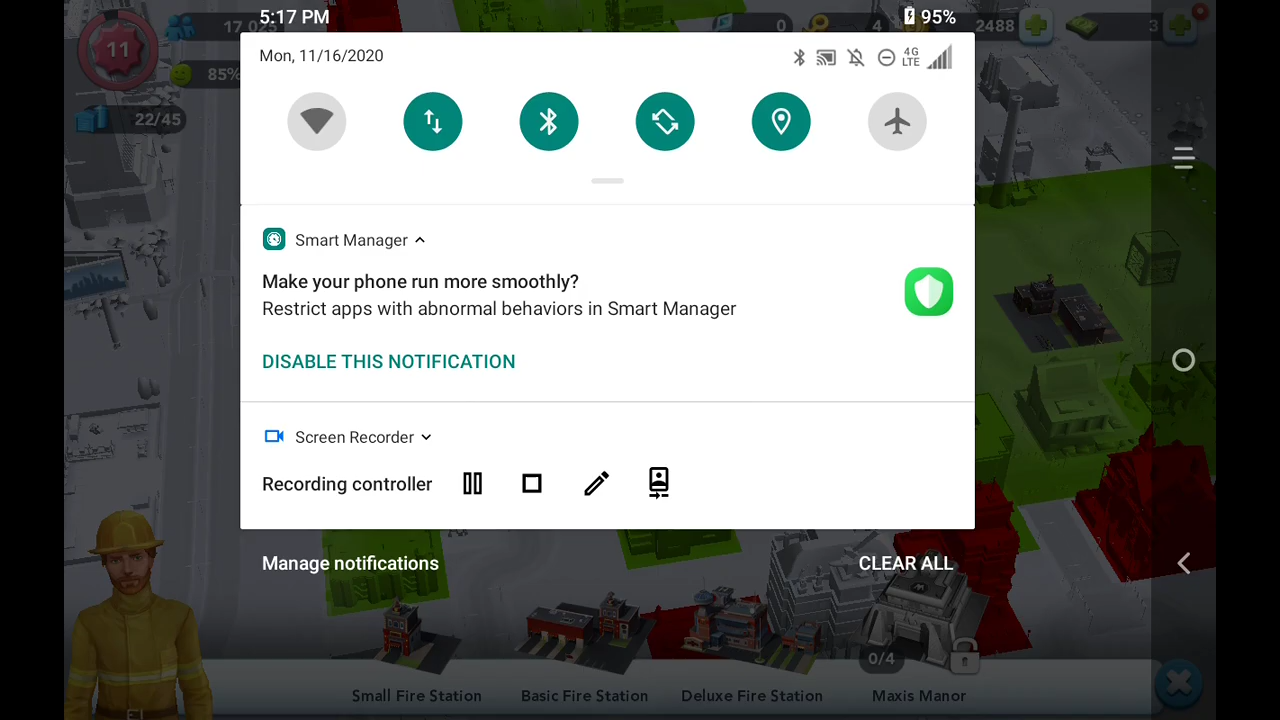 5:17 PM
95%
17,025
0
4
2488
3
11
Mon, 11/16/2020
4G
LTE
85%
22/45
Smart Manager
Make your phone run more smoothly?
Restrict apps with abnormal behaviors in Smart Manager
DISABLE THIS NOTIFICATION
Screen Recorder
Recording controller
Manage notifications
CLEAR ALL
0/4
Small Fire Station
Basic Fire Station
Deluxe Fire Station
Maxis Manor